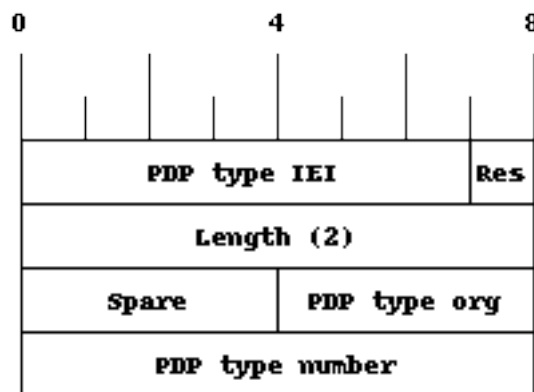 0 4 8
PDP type IEI Res
Length (2)
Spare PDP type org
PDP type number